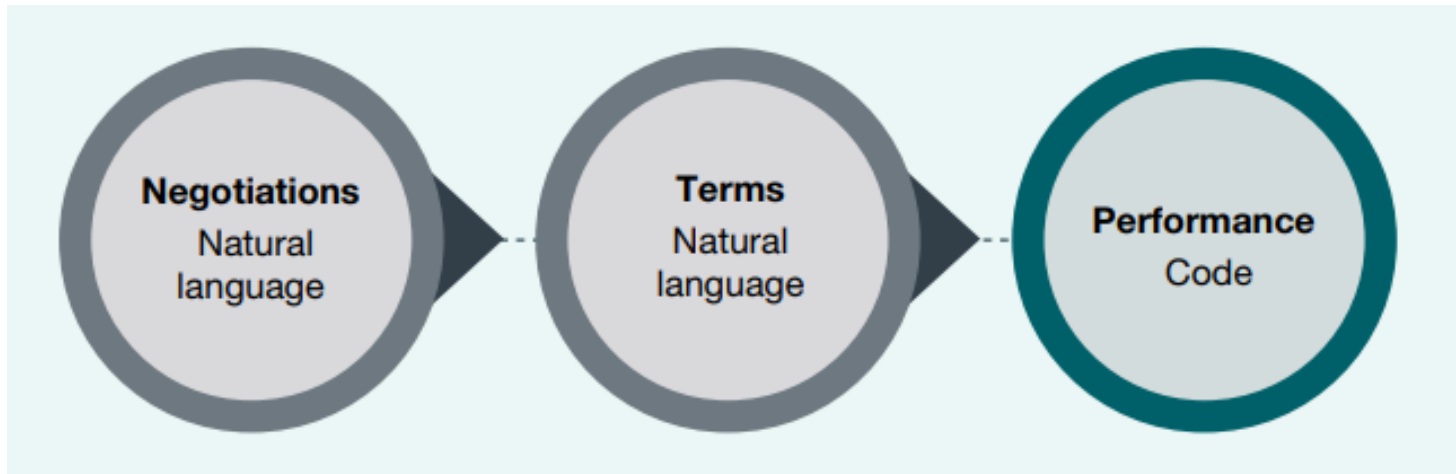 Negotiations
Natural
language
Terms
Natural
language
Performance
Code